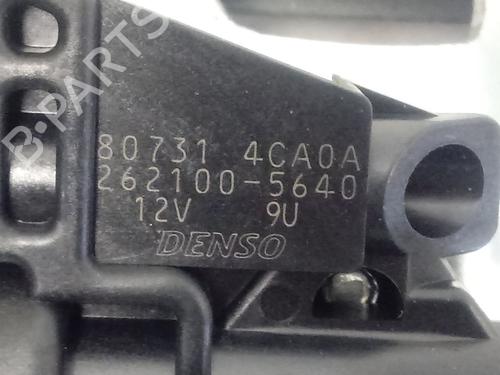 B-PARTS
80731 4CA0A
262100-5640
12V 9U
DENSO